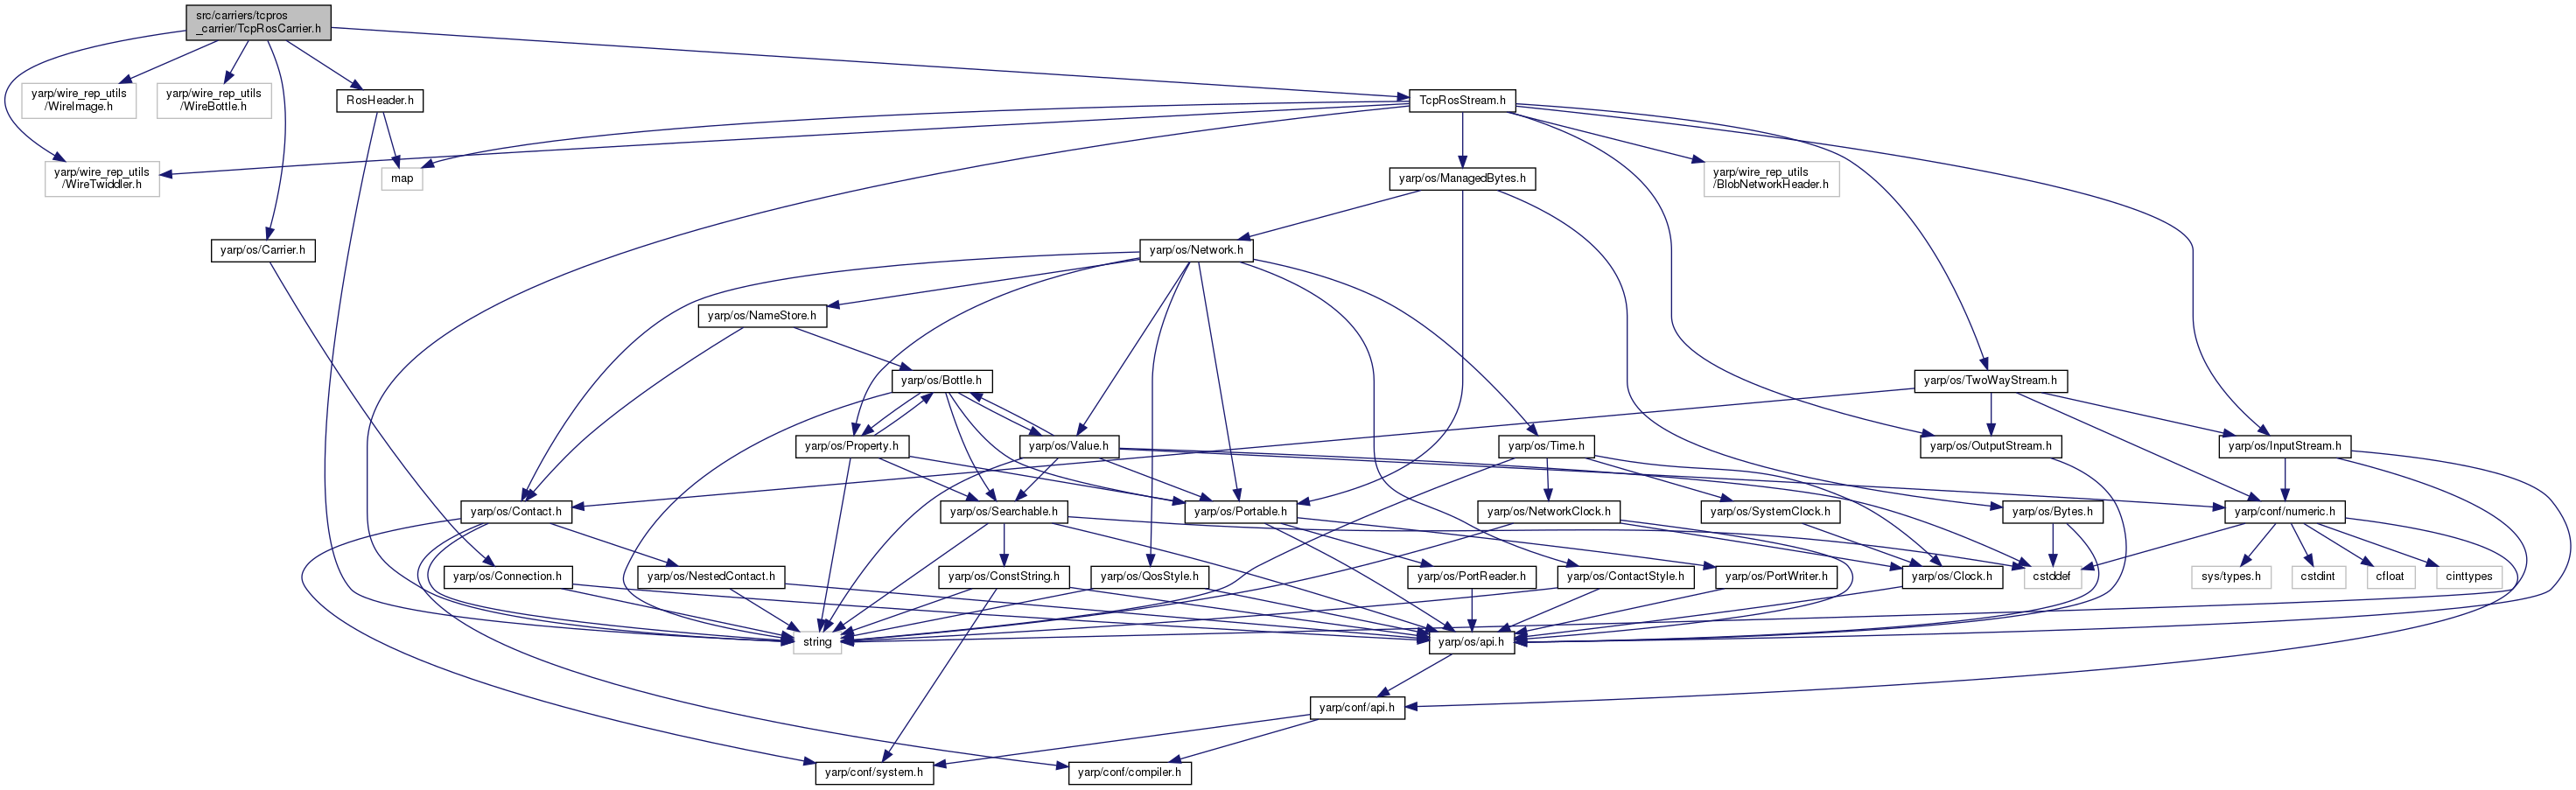 src/carriers/tcpros
_carrier/TcpRosCarrier.h
yarp/wire_rep_utils
/WireImage.h
yarp/wire_rep_utils
/WireBottle.h
RosHeader.h
TcpRosStream.h
yarp/wire_rep_utils
/WireTwiddler.h
map
yarp/os/ManagedBytes.h
yarp/wire_rep_utils
/BlobNetworkHeader.h
yarp/os/Carrier.h
yarp/os/Network.h
yarp/os/NameStore.h
yarp/os/Bottle.h
yarp/os/TwoWayStream.h
yarp/os/Property.h
yarp/os/Value.h
yarp/os/Time.h
yarp/os/OutputStream.h
yarp/os/InputStream.h
yarp/os/Contact.h
yarp/os/Searchable.h
yarp/os/Portable.h
yarp/os/NetworkClock.h
yarp/os/SystemClock.h
yarp/os/Bytes.h
yarp/conf/numeric.h
yarp/os/Connection.h
yarp/os/NestedContact.h
yarp/os/ConstString.h
yarp/os/QosStyle.h
yarp/os/PortReader.h
yarp/os/ContactStyle.h
yarp/os/PortWriter.h
yarp/os/Clock.h
cstddef
sys/types.h
cstdint
cfloat
cinttypes
string
yarp/os/api.h
yarp/conf/api.h
yarp/conf/system.h
yarp/conf/compiler.h